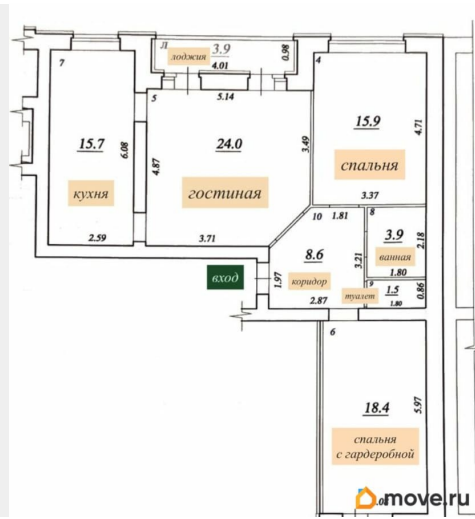 Л
лоджия
3.9
4.01
0.98
7
15.7
6.08
кухня
2.59
5
5.14
24.0
4.87
3.49
гостиная
3.71
4
15.9
4.71
спальня
3.37
10
1.81
8.6
3.21
1.97
коридор
2.87
вход
8
3.9
2.18
ванная
1.80
9
туалет
1.5
0.86
1.80
6
18.4
5.97
спальня
с гардеробной
move.ru